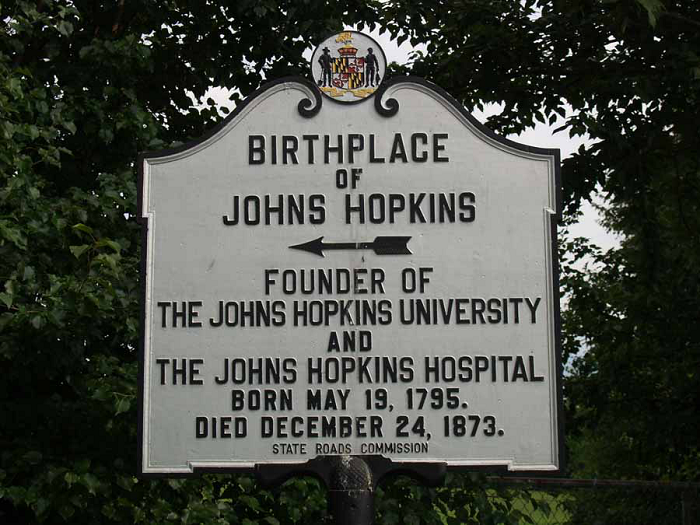 BIRTHPLACE
OF
JOHNS HOPKINS
FOUNDER OF
THE JOHNS HOPKINS UNIVERSITY
AND
THE JOHNS HOPKINS HOSPITAL
BORN MAY 19, 1795.
DIED DECEMBER 24, 1873.
STATE ROADS COMMISSION